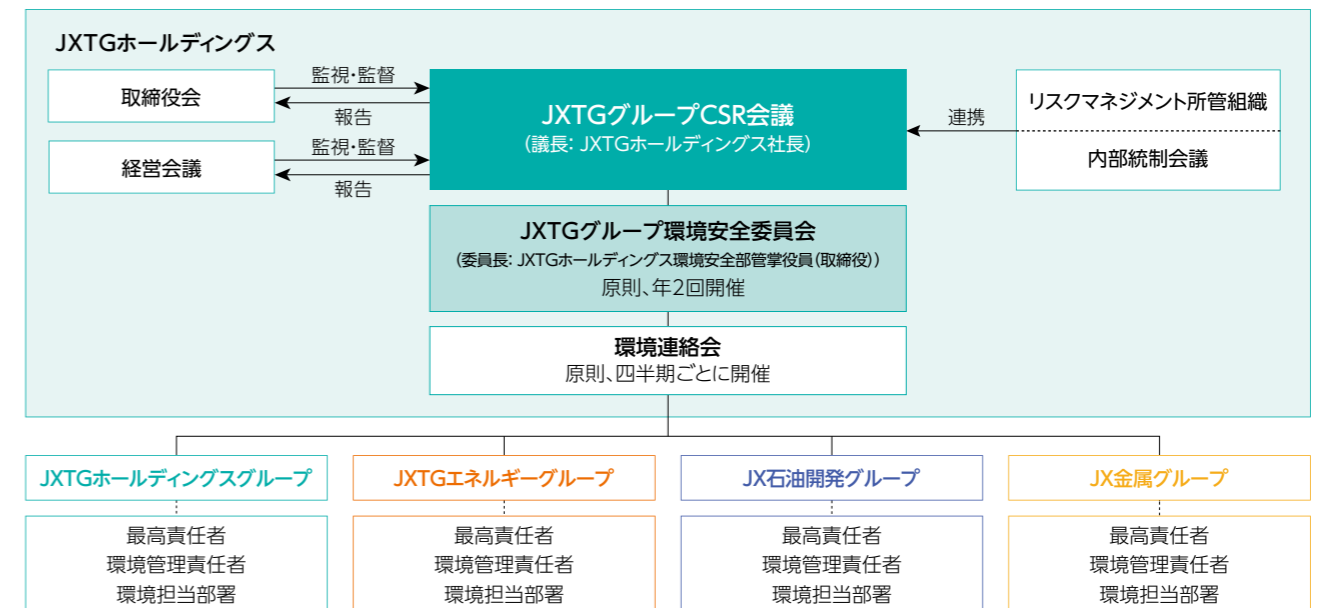 JXTGホールディングス
取締役会
監視・監督
報告
経営会議
監視・監督
報告
JXTGグループCSR会議
(議長: JXTGホールディングス社長)
連携
リスクマネジメント所管組織
内部統制会議
JXTGグループ環境安全委員会
(委員長: JXTGホールディングス環境安全部管掌役員(取締役))
原則、年2回開催
環境連絡会
原則、四半期ごとに開催
JXTGホールディングスグループ
最高責任者
環境管理責任者
環境担当部署
JXTGエネルギーグループ
最高責任者
環境管理責任者
環境担当部署
JX石油開発グループ
最高責任者
環境管理責任者
環境担当部署
JX金属グループ
最高責任者
環境管理責任者
環境担当部署